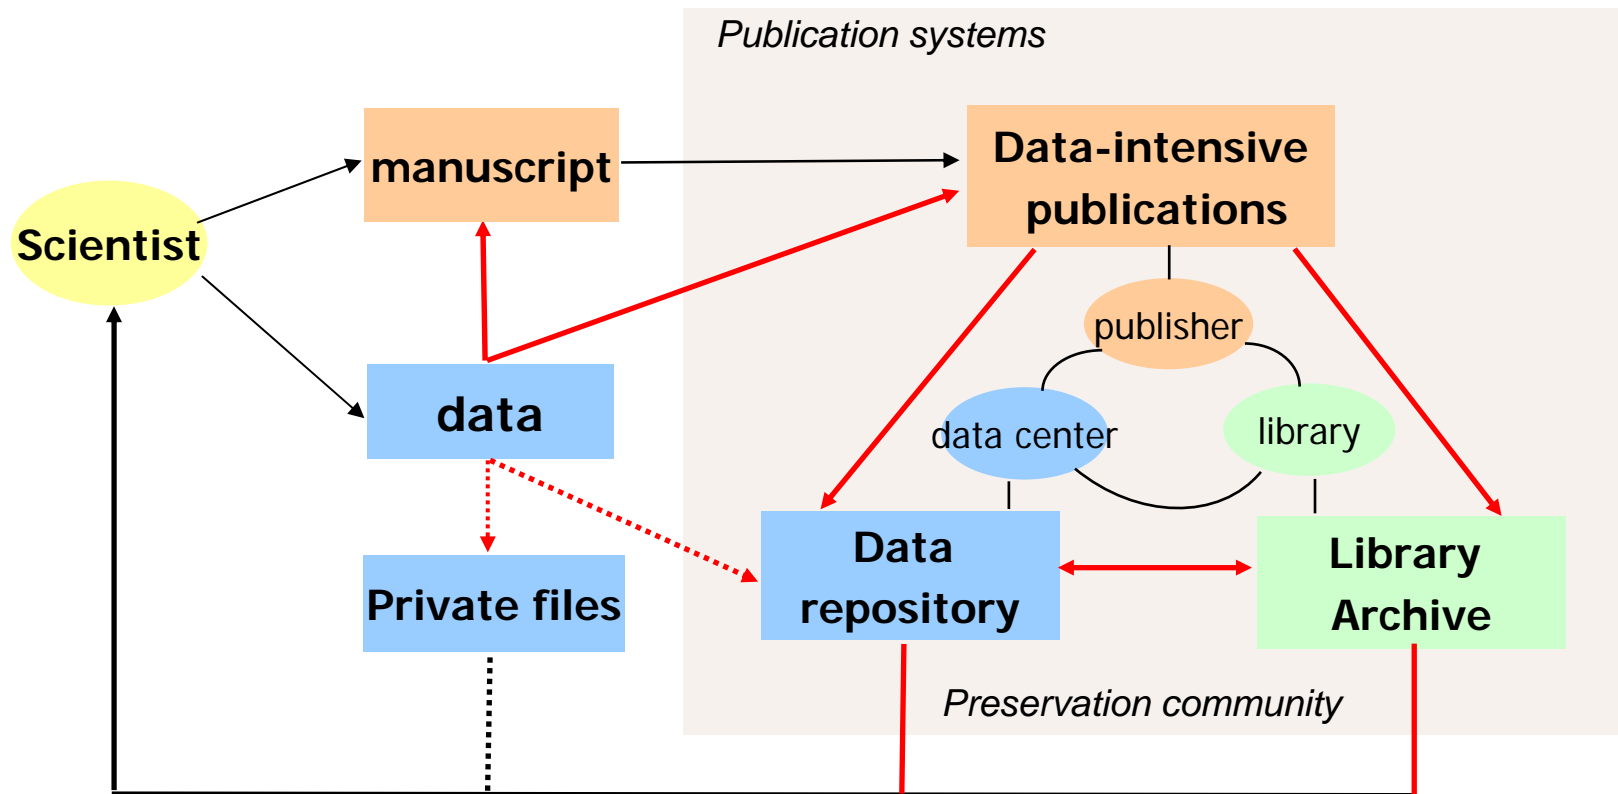 Publication systems
manuscript
Data-intensive
publications
Scientist
publisher
data
data center
library
Private files
Data
repository
Library
Archive
Preservation community